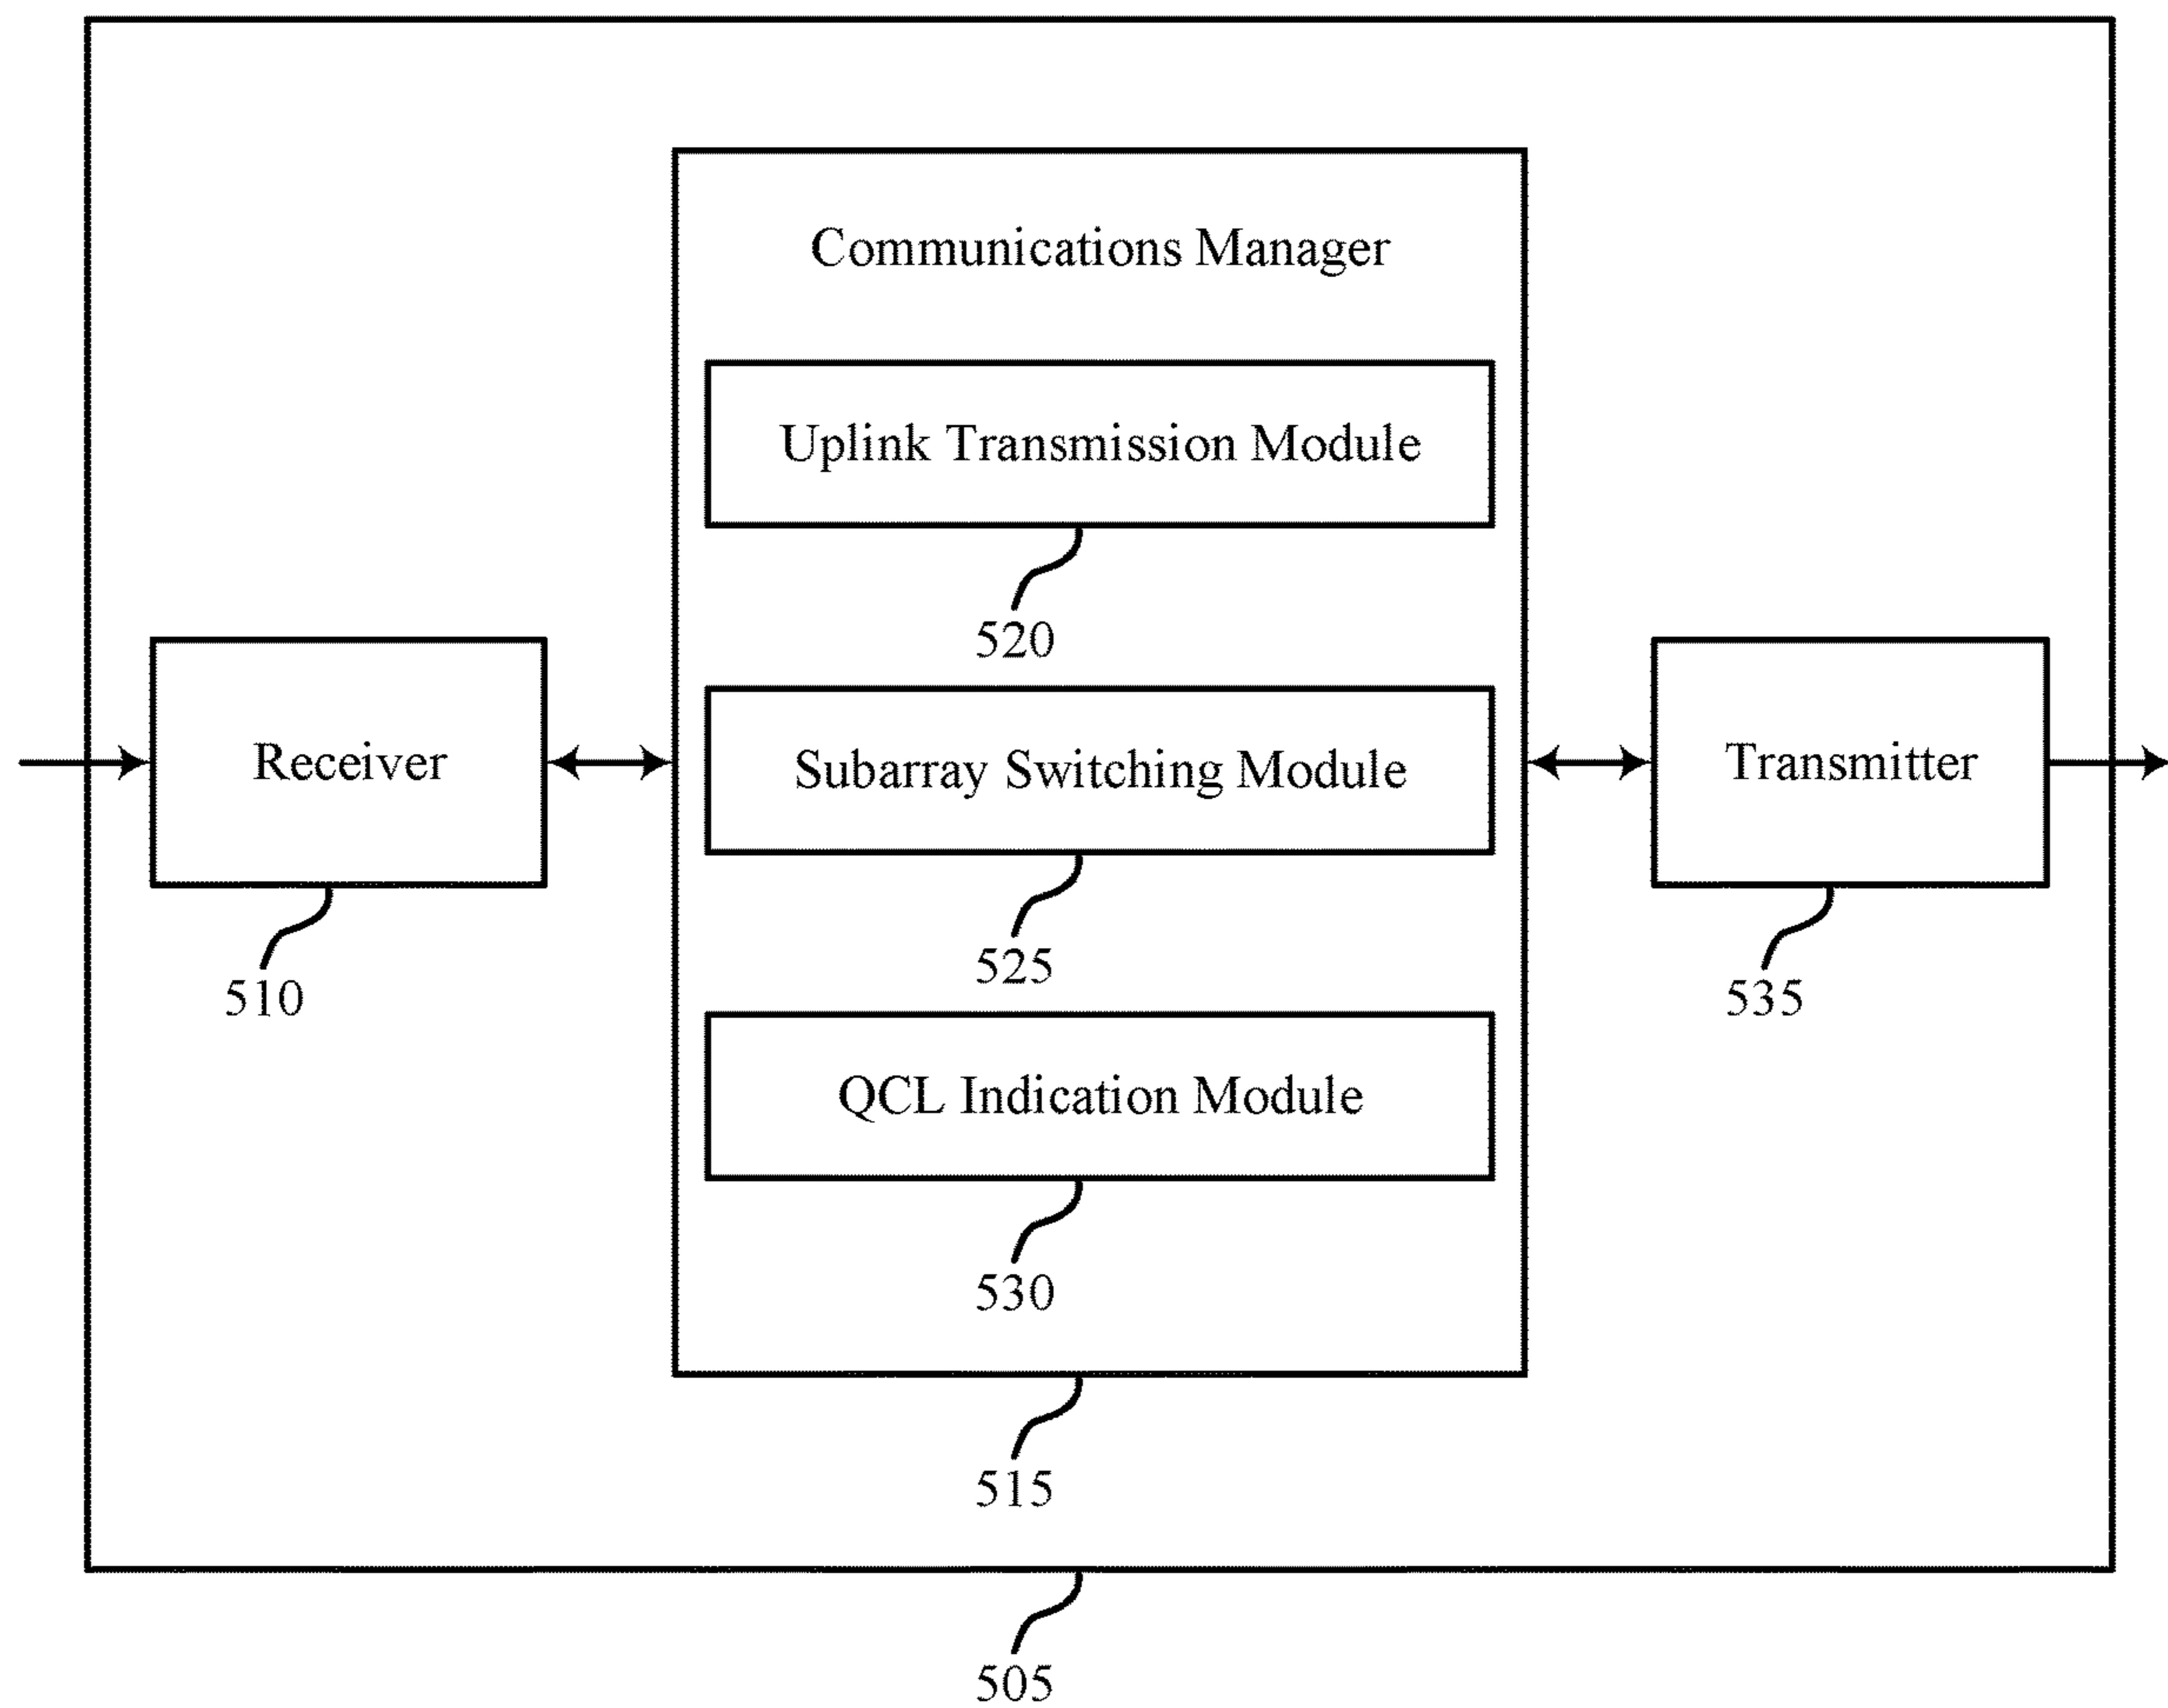 Communications Manager
Uplink Transmission Module
520
Receiver
510
Subarray Switching Module
525
Transmitter
535
QCL Indication Module
530
515
505